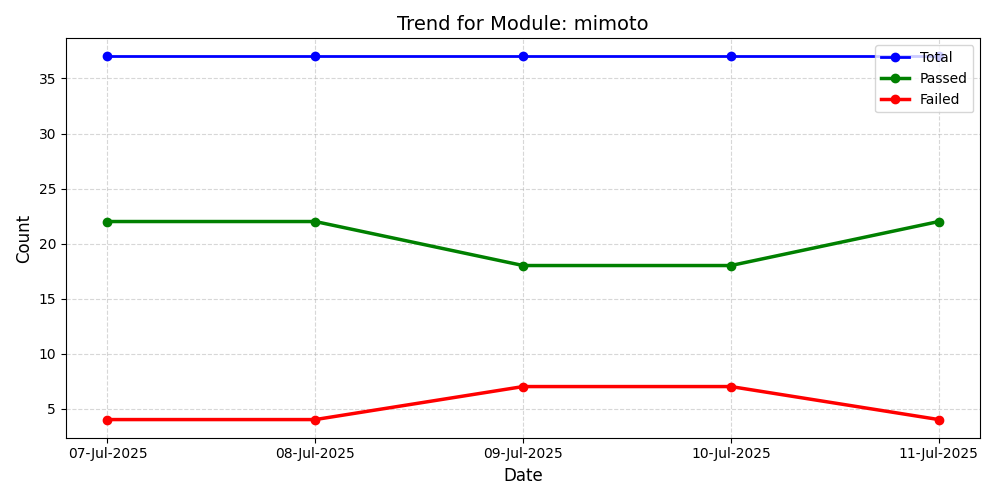 Trend for Module: mimoto
Total
Passed
Failed
Count
35
30
25
20
15
10
5
07-Jul-2025
08-Jul-2025
09-Jul-2025
10-Jul-2025
11-Jul-2025
Date